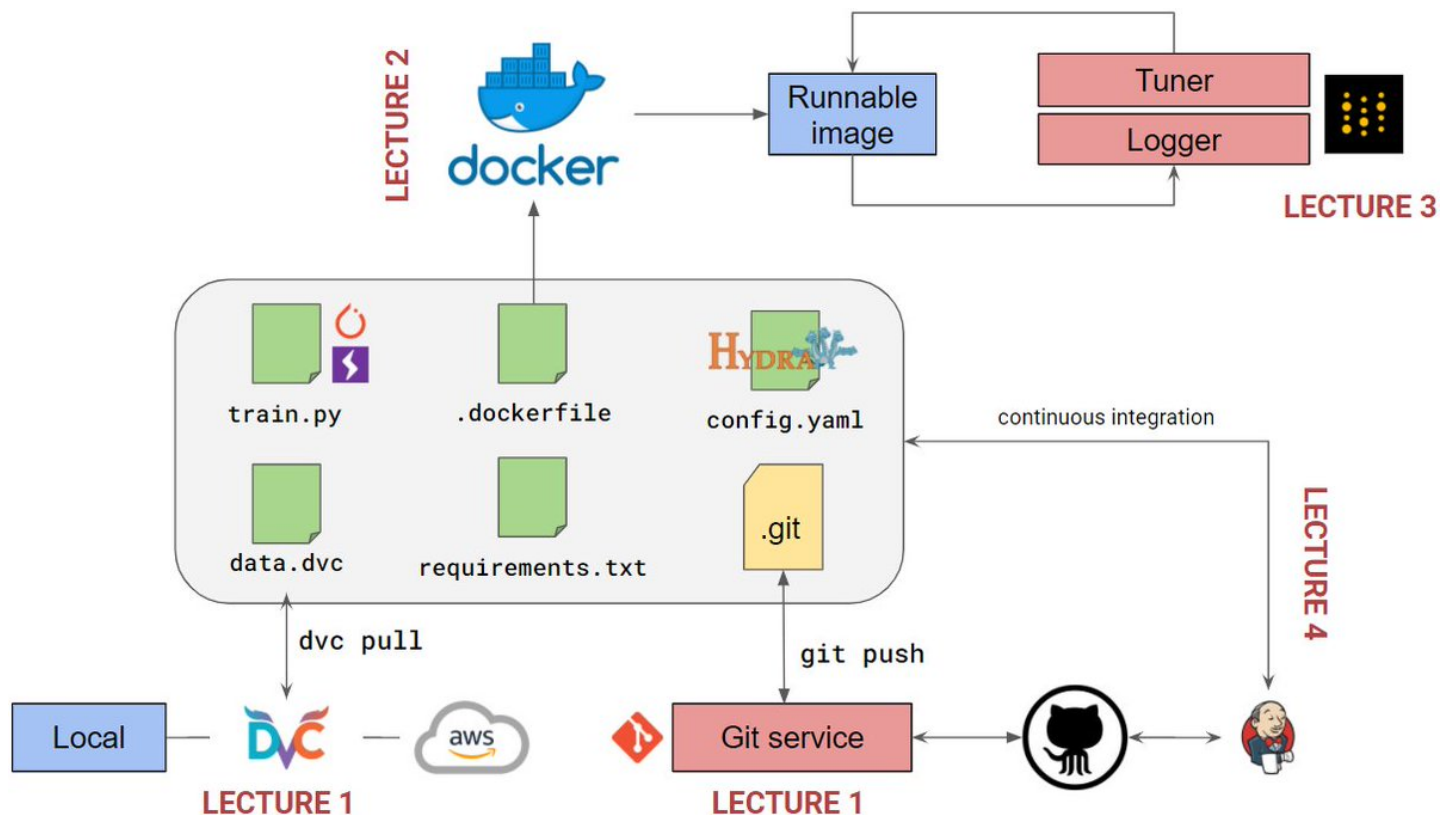 LECTURE 2
docker
Runnable
image
Tuner
Logger
LECTURE 3
train.py
.dockerfile
HYDRA
config.yaml
continuous integration
data.dvc
requirements.txt
.git
LECTURE 4
dvc pull
git push
Local
DVC
aws
Git service
LECTURE 1
LECTURE 1